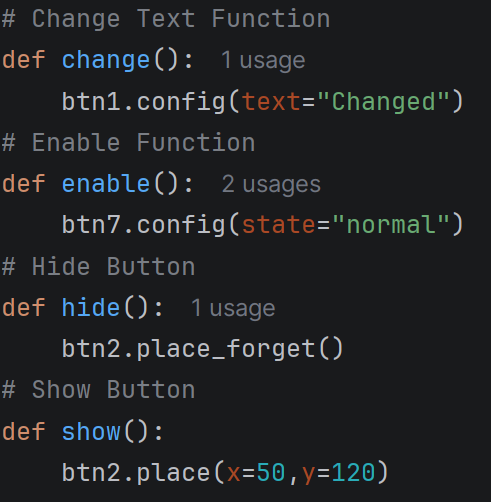 # Change Text Function
def change():  1 usage
    btn1.config(text="Changed")
# Enable Function
def enable():  2 usages
    btn7.config(state="normal")
# Hide Button
def hide():  1 usage
    btn2.place_forget()
# Show Button
def show():
    btn2.place(x=50,y=120)